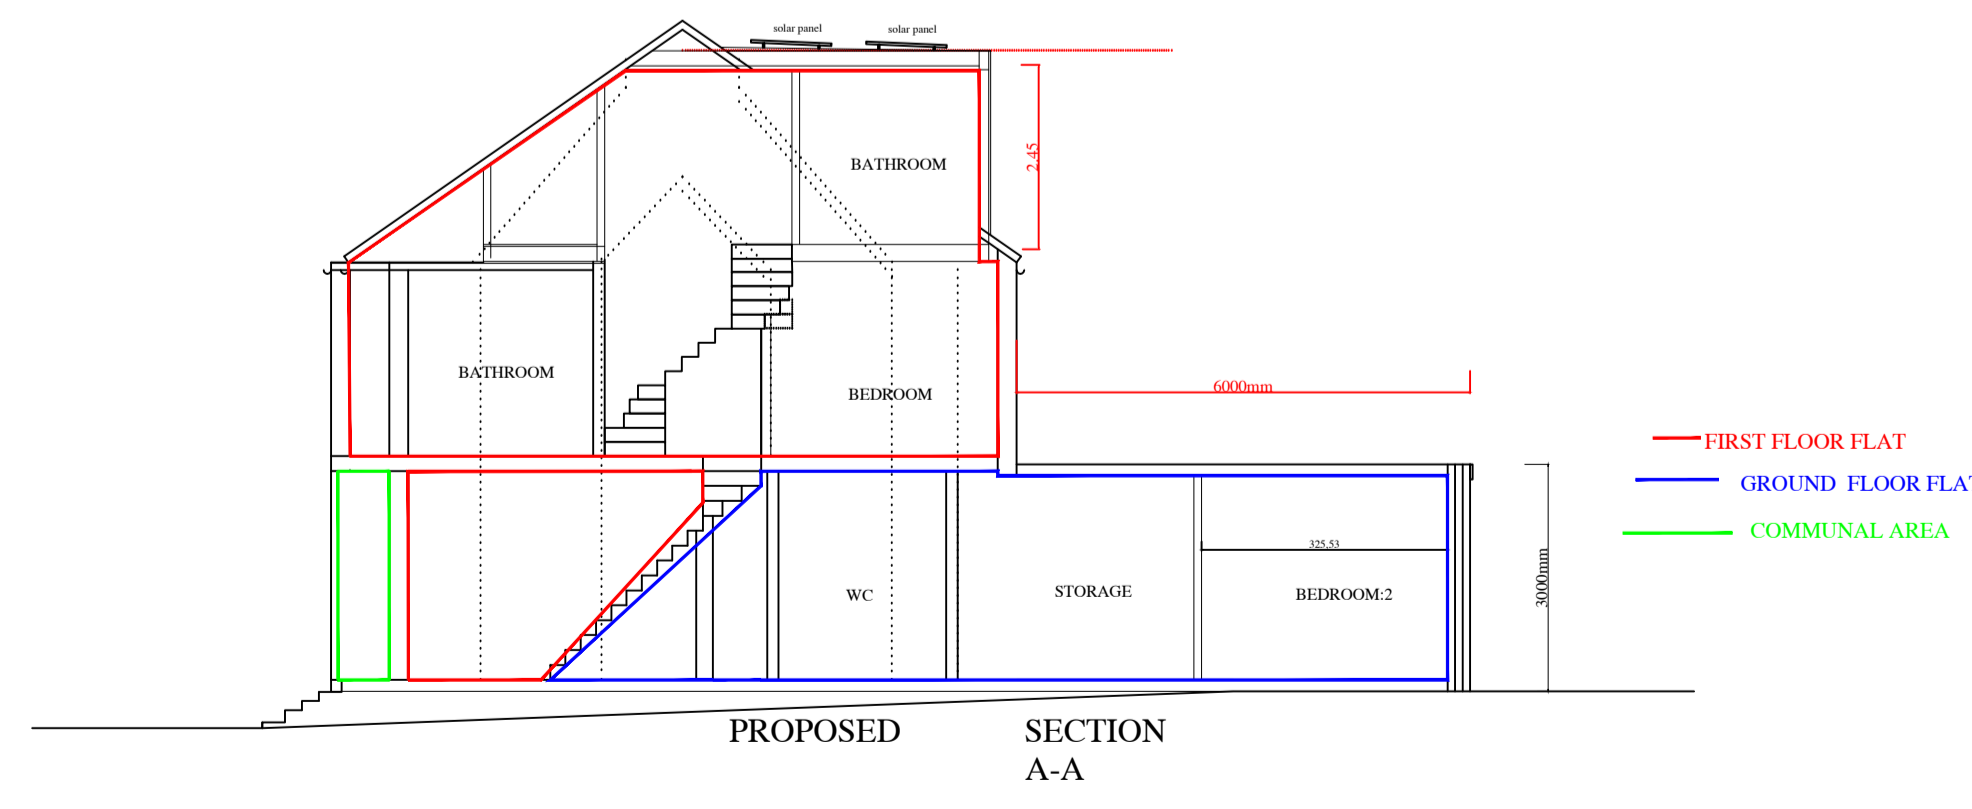 solar panel
solar panel
BATHROOM
2.45
BATHROOM
BEDROOM
6000mm
FIRST FLOOR FLAT
GROUND FLOOR FLAT
COMMUNAL AREA
325,53
WC
STORAGE
BEDROOM:2
3000mm
PROPOSED SECTION
A-A